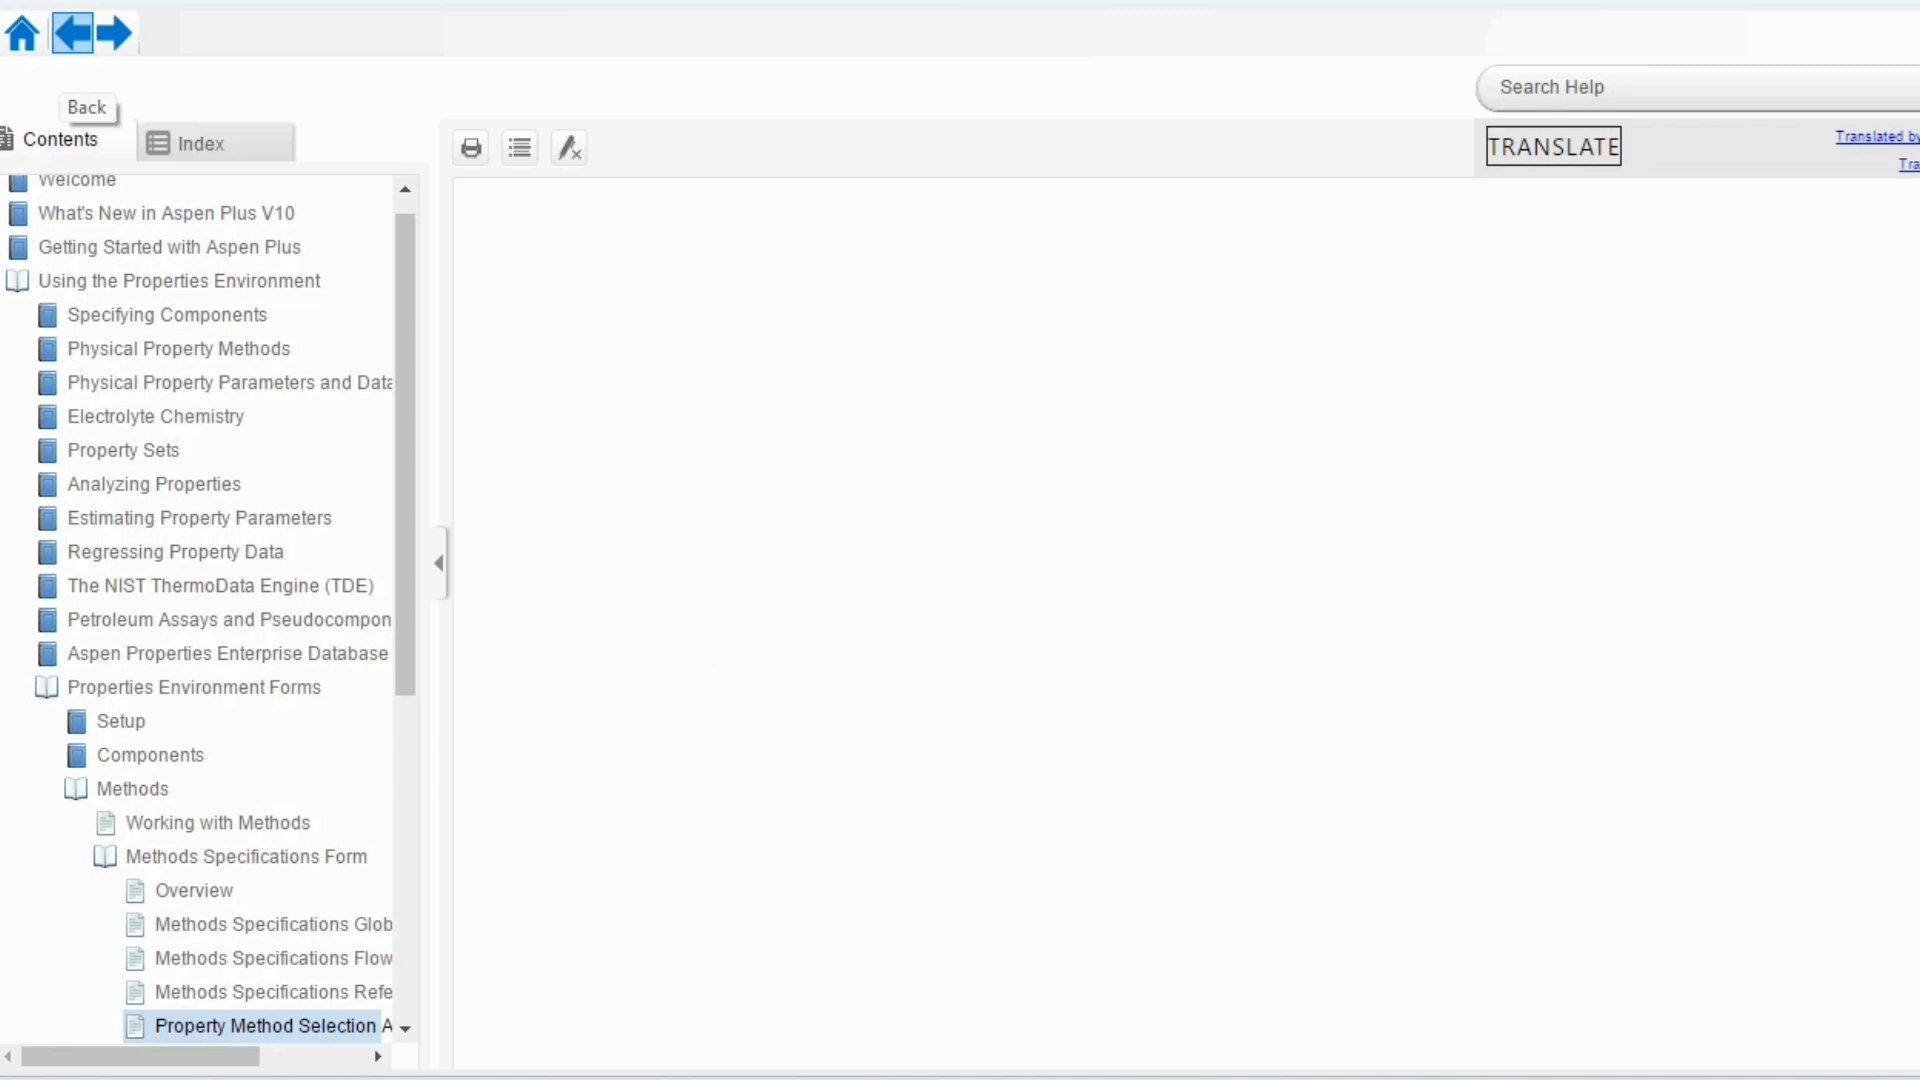 Search Help
Back
Contents
Index
TRANSLATE
Translated by
Tra
Welcome
What's New in Aspen Plus V10
Getting Started with Aspen Plus
Using the Properties Environment
Specifying Components
Physical Property Methods
Physical Property Parameters and Data
Electrolyte Chemistry
Property Sets
Analyzing Properties
Estimating Property Parameters
Regressing Property Data
The NIST ThermoData Engine (TDE)
Petroleum Assays and Pseudocompon
Aspen Properties Enterprise Database
Properties Environment Forms
Setup
Components
Methods
Working with Methods
Methods Specifications Form
Overview
Methods Specifications Glob
Methods Specifications Flow
Methods Specifications Refe
Property Method Selection A